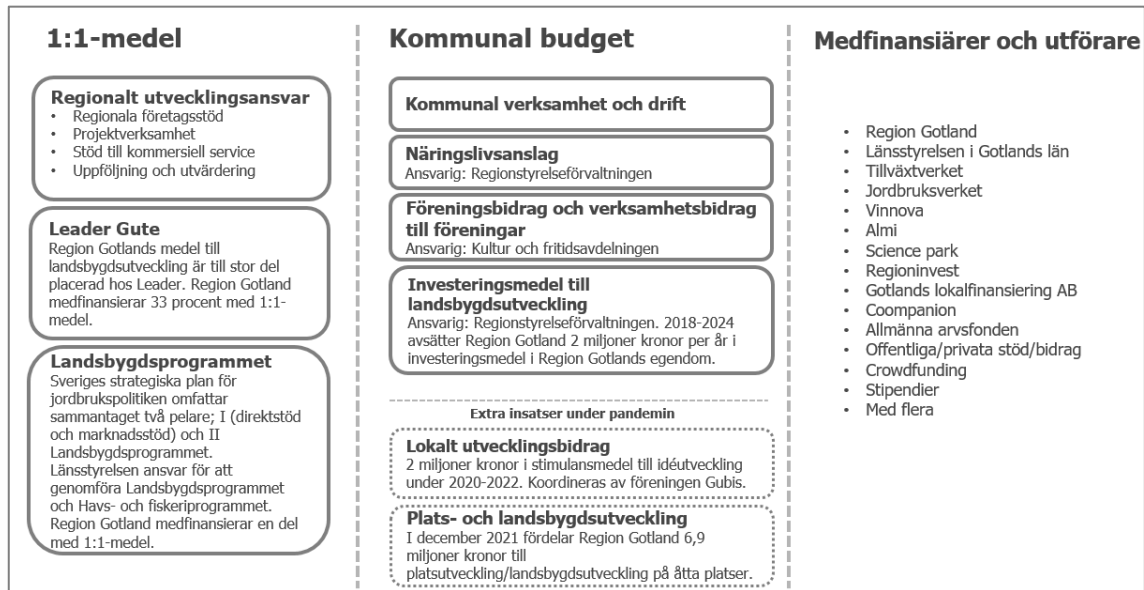 1:1-medel
Regionalt utvecklingsansvar
• Regionala företagsstöd
• Projektverksamhet
• Stöd till kommersiell service
• Uppföljning och utvärdering
Leader Gute
Region Gotlands medel till
landsbygdsutveckling är till stor del
placerad hos Leader. Region Gotland
medfinansierar 33 procent med 1:1-
medel.
Landsbygdsprogrammet
Sveriges strategiska plan för
jordbrukspolitiken omfattar
sammantaget två pelare; I (direktstöd
och marknadsstöd) och II
Landsbygdsprogrammet.
Länsstyrelsen ansvar för att
genomföra Landsbygdsprogrammet
och Havs- och fiskeriprogrammet.
Region Gotland medfinansierar en del
med 1:1-medel.
Kommunal budget
Kommunal verksamhet och drift
Näringslivsanslag
Ansvarig: Regionstyrelseförvaltningen
Föreningsbidrag och verksamhetsbidrag
till föreningar
Ansvarig: Kultur och fritidsavdelningen
Investeringsmedel till
landsbygdsutveckling
Ansvarig: Regionstyrelseförvaltningen. 2018-2024
avsätter Region Gotland 2 miljoner kronor per år i
investeringsmedel i Region Gotlands egendom.
Extra insatser under pandemin
Lokalt utvecklingsbidrag
2 miljoner kronor i stimulansmedel till idéutveckling
under 2020-2022. Koordineras av föreningen Gubis.
Plats- och landsbygdsutveckling
I december 2021 fördelar Region Gotland 6,9
miljoner kronor till
platsutveckling/landsbygdsutveckling på åtta platser.
Medfinansiärer och utförare
• Region Gotland
• Länsstyrelsen i Gotlands län
• Tillväxtverket
• Jordbruksverket
• Vinnova
• Almi
• Science park
• Regioninvest
• Gotlands lokalfinansiering AB
• Coompanion
• Allmänna arvsfonden
• Offentliga/privata stöd/bidrag
• Crowdfunding
• Stipendier
• Med flera